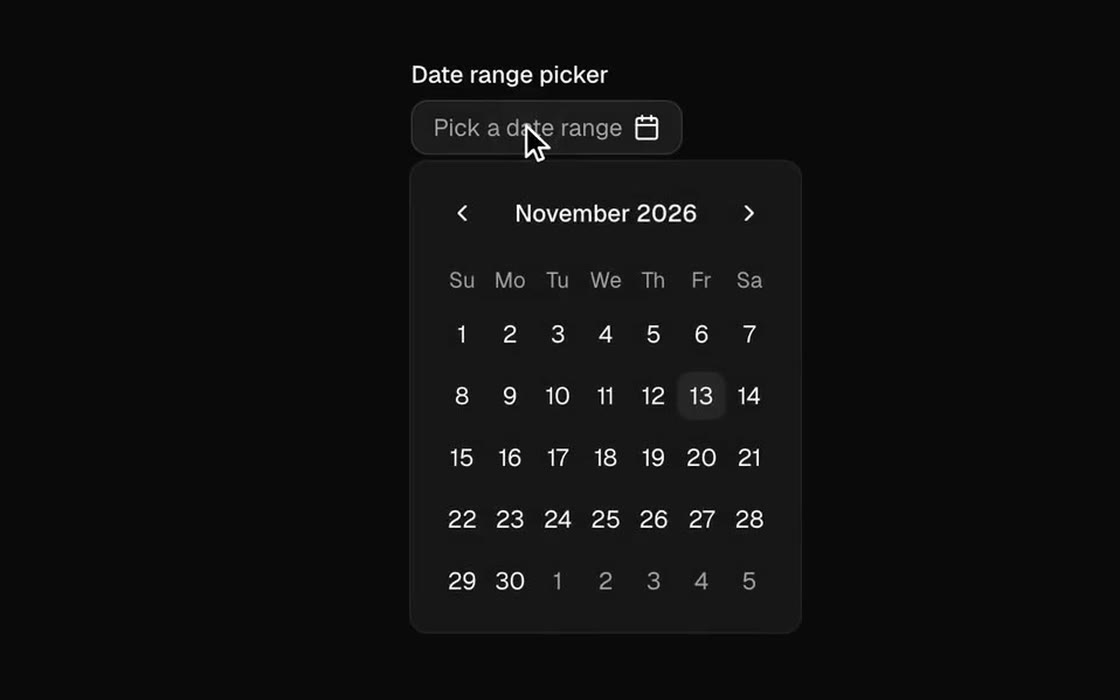 Date range picker
Pick a date range
November 2026
Su Mo Tu We Th Fr Sa
1 2 3 4 5 6 7
8 9 10 11 12 13 14
15 16 17 18 19 20 21
22 23 24 25 26 27 28
29 30 1 2 3 4 5